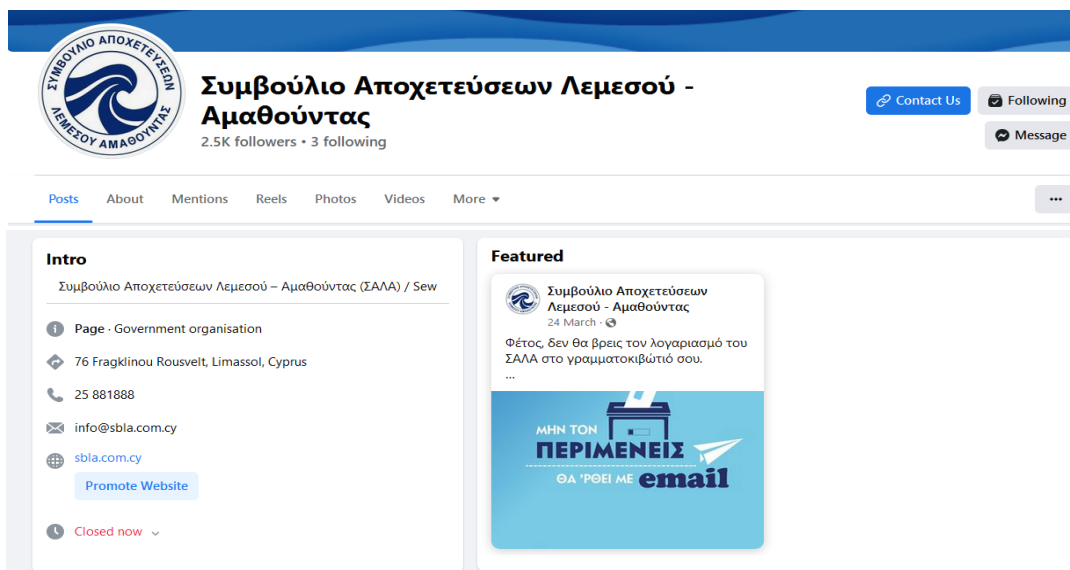 ΣΥΜΒΟΥΛΙΟ ΑΠΟΧΕΤΕΥΣΕΩΝ
ΛΕΜΕΣΟΥ ΑΜΑΘΟΥΝΤΑΣ
Συμβούλιο Αποχετεύσεων Λεμεσού -
Αμαθούντας
2.5K followers • 3 following
Contact Us
Following
Message
Posts About Mentions Reels Photos Videos More
Intro
Συμβούλιο Αποχετεύσεων Λεμεσού – Αμαθούντας (ΣΑΛΑ) / Sew
Page · Government organisation
76 Fragklinou Rousvelt, Limassol, Cyprus
25 881888
info@sbla.com.cy
sbla.com.cy
Promote Website
Closed now
Featured
Συμβούλιο Αποχετεύσεων
Λεμεσού - Αμαθούντας
24 March ·
Φέτος, δεν θα βρεις τον λογαριασμό του
ΣΑΛΑ στο γραμματοκιβώτιό σου.
...
ΜΗΝ ΤΟΝ
ΠΕΡΙΜΕΝΕΙΣ
ΘΑ 'ΡΘΕΙ ΜΕ email